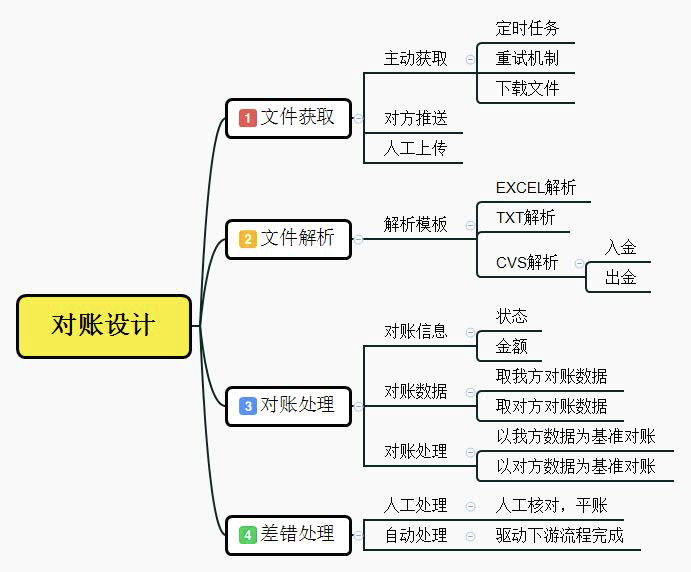 对账设计
1 文件获取
主动获取
定时任务
重试机制
下载文件
对方推送
人工上传
2 文件解析
解析模板
EXCEL解析
TXT解析
CVS解析
入金
出金
3 对账处理
对账信息
状态
金额
对账数据
取我方对账数据
取对方对账数据
对账处理
以我方数据为基准对账
以对方数据为基准对账
4 差错处理
人工处理
人工核对，平账
自动处理
驱动下游流程完成